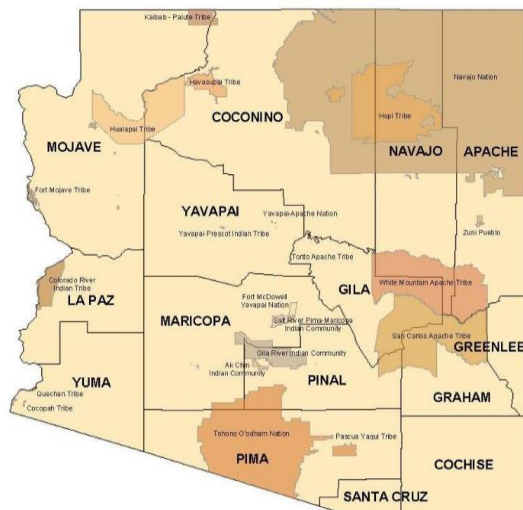 Kaibab - Paiute Tribe
Havasupai Tribe
Navajo Nation
COCONINO
Hopi Tribe
Hualapai Tribe
MOJAVE
NAVAJO
APACHE
Fort Mojave Tribe
YAVAPAI
Yavapai-Apache Nation
Yavapai-Prescott Indian Tribe
Zuni Pueblo
Tonto Apache Tribe
Colorado River
Indian Tribe
GILA
White Mountain Apache Tribe
LA PAZ
Fort McDowell
Yavapai Nation
MARICOPA
Salt River Pima-Maricopa
Indian Community
San Carlos Apache Tribe
GREENLEE
Gila River Indian Community
Ak Chin
Indian Community
PINAL
YUMA
Quechan Tribe
GRAHAM
Cocopah Tribe
Tohono O'odham Nation
Pascua Yaqui Tribe
PIMA
COCHISE
SANTA CRUZ